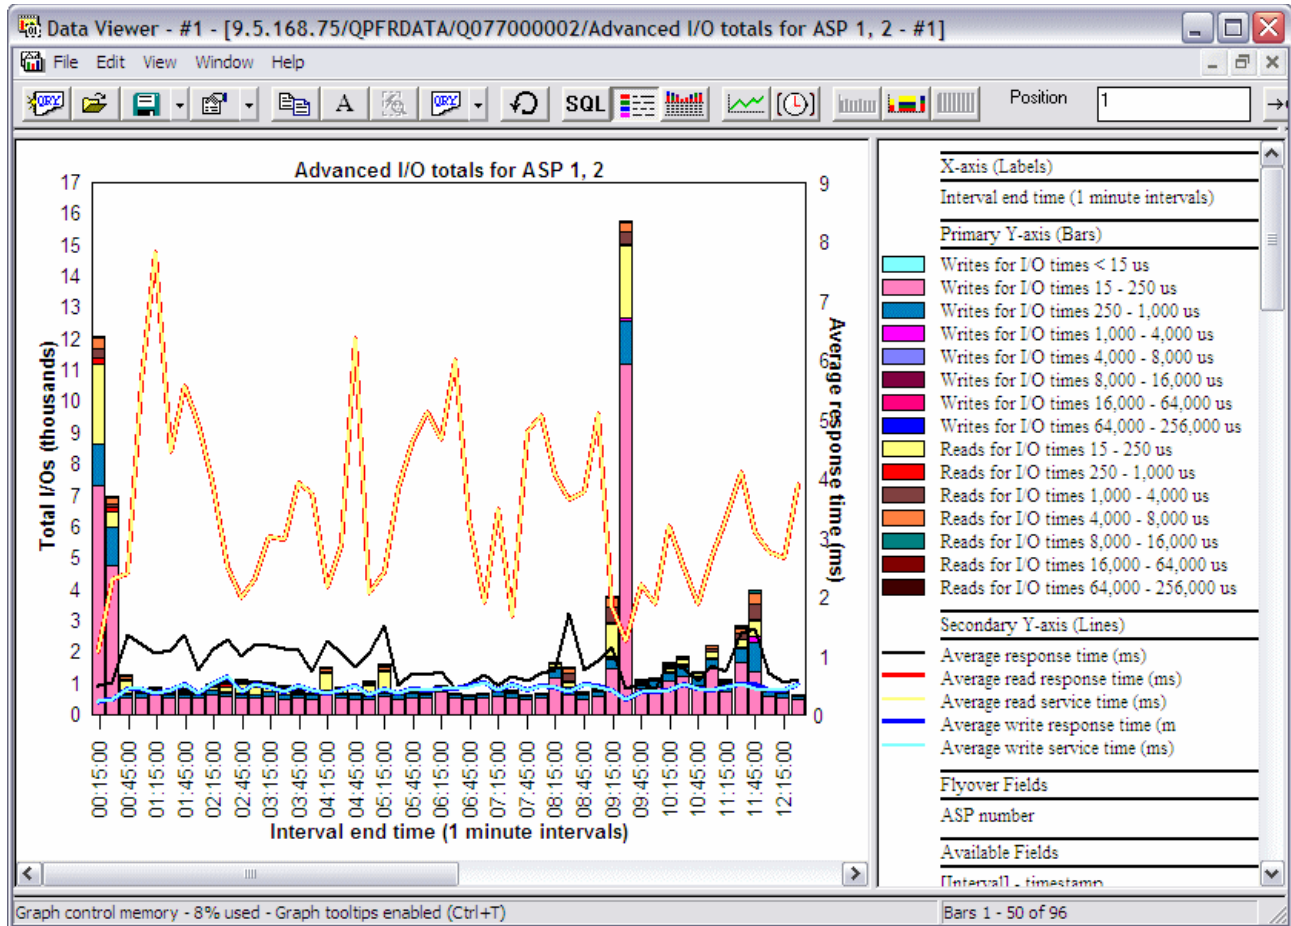 Data Viewer - #1 - [9.5.168.75/QPFRDATA/Q077000002/Advanced I/O totals for ASP 1, 2 - #1]
File Edit View Window Help
QRY A QRY SQL Position 1
Advanced I/O totals for ASP 1, 2
Total I/Os (thousands)
17
16
15
14
13
12
11
10
9
8
7
6
5
4
3
2
1
0
9
8
7
6
5
4
3
2
1
0
Average response time (ms)
00:15:00
00:45:00
01:15:00
01:45:00
02:15:00
02:45:00
03:15:00
03:45:00
04:15:00
04:45:00
05:15:00
05:45:00
06:15:00
06:45:00
07:15:00
07:45:00
08:15:00
08:45:00
09:15:00
09:45:00
10:15:00
10:45:00
11:15:00
11:45:00
12:15:00
Interval end time (1 minute intervals)
X-axis (Labels)
Interval end time (1 minute intervals)
Primary Y-axis (Bars)
Writes for I/O times < 15 us
Writes for I/O times 15 - 250 us
Writes for I/O times 250 - 1,000 us
Writes for I/O times 1,000 - 4,000 us
Writes for I/O times 4,000 - 8,000 us
Writes for I/O times 8,000 - 16,000 us
Writes for I/O times 16,000 - 64,000 us
Writes for I/O times 64,000 - 256,000 us
Reads for I/O times 15 - 250 us
Reads for I/O times 250 - 1,000 us
Reads for I/O times 1,000 - 4,000 us
Reads for I/O times 4,000 - 8,000 us
Reads for I/O times 8,000 - 16,000 us
Reads for I/O times 16,000 - 64,000 us
Reads for I/O times 64,000 - 256,000 us
Secondary Y-axis (Lines)
Average response time (ms)
Average read response time (ms)
Average read service time (ms)
Average write response time (m
Average write service time (ms)
Flyover Fields
ASP number
Available Fields
[Interval] - timestamp
Graph control memory - 8% used - Graph tooltips enabled (Ctrl+T)
Bars 1 - 50 of 96